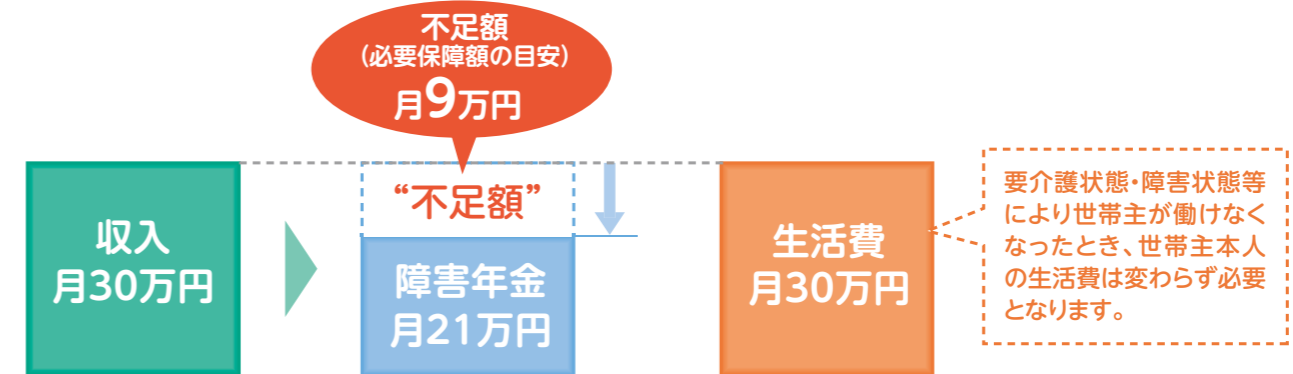 不足額
（必要保障額の目安）
月9万円
収入
月30万円
“不足額”
障害年金
月21万円
生活費
月30万円
要介護状態・障害状態等
により世帯主が働けなく
なったとき、世帯主本人
の生活費は変わらず必要
となります。